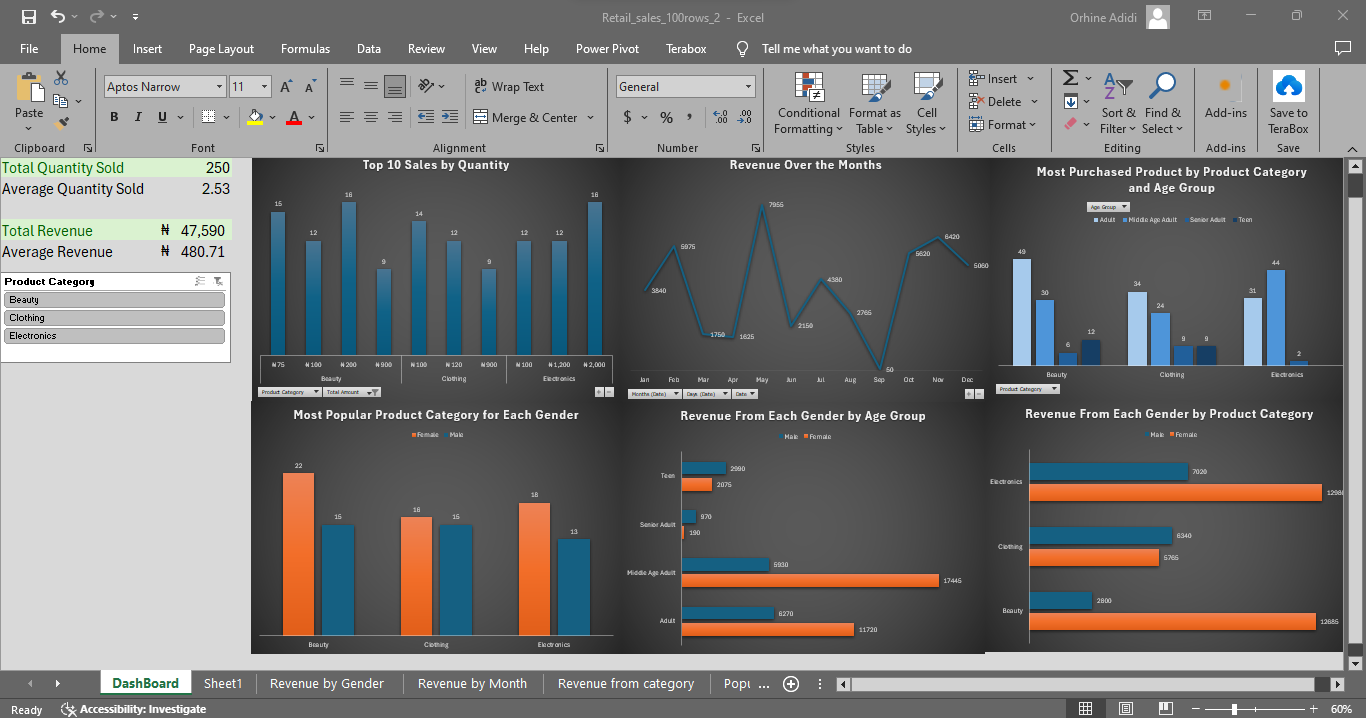 Retail_sales_100rows_2 - Excel
Orhine Adidi
File Home Insert Page Layout Formulas Data Review View Help Power Pivot Terabox Tell me what you want to do
Paste
Clipboard
Aptos Narrow 11
B I U
Font
Wrap Text
Merge & Center
Alignment
General
$ % ,
Number
Conditional Formatting
Format as Table
Cell Styles
Styles
Insert
Delete
Format
Cells
Sort & Filter
Find & Select
Editing
Add-ins
Add-ins
Save to TeraBox
Save
Total Quantity Sold 250
Average Quantity Sold 2.53
Total Revenue ₦ 47,590
Average Revenue ₦ 480.71
Product Category
Beauty
Clothing
Electronics
Top 10 Sales by Quantity
15 12 16 9 14 12 9 12 12 16
₦75 ₦100 ₦200 ₦900 ₦100 ₦120 ₦900 ₦100 ₦1,200 ₦2,000
Beauty Clothing Electronics
Product Category Total Amount
Revenue Over the Months
3840 5975 1750 1625 7955 2150 4380 2765 50 5620 6420 5060
Jan Feb Mar Apr May Jun Jul Aug Sep Oct Nov Dec
Months (Date) Days (Date) Date
Most Purchased Product by Product Category
and Age Group
Age Group
Adult Middle Age Adult Senior Adult Teen
49 30 6 12 34 24 9 9 31 44 2
Beauty Clothing Electronics
Product Category
Most Popular Product Category for Each Gender
Female Male
22 15 16 15 18 13
Beauty Clothing Electronics
Revenue From Each Gender by Age Group
Male Female
Teen 2990
2075
Senior Adult 970
190
Middle Age Adult 5930
17445
Adult 6270
11720
Revenue From Each Gender by Product Category
Male Female
Electronics 7020
1298
Clothing 6340
5765
Beauty 2800
12685
DashBoard Sheet1 Revenue by Gender Revenue by Month Revenue from category Popu ...
Ready Accessibility: Investigate 60%